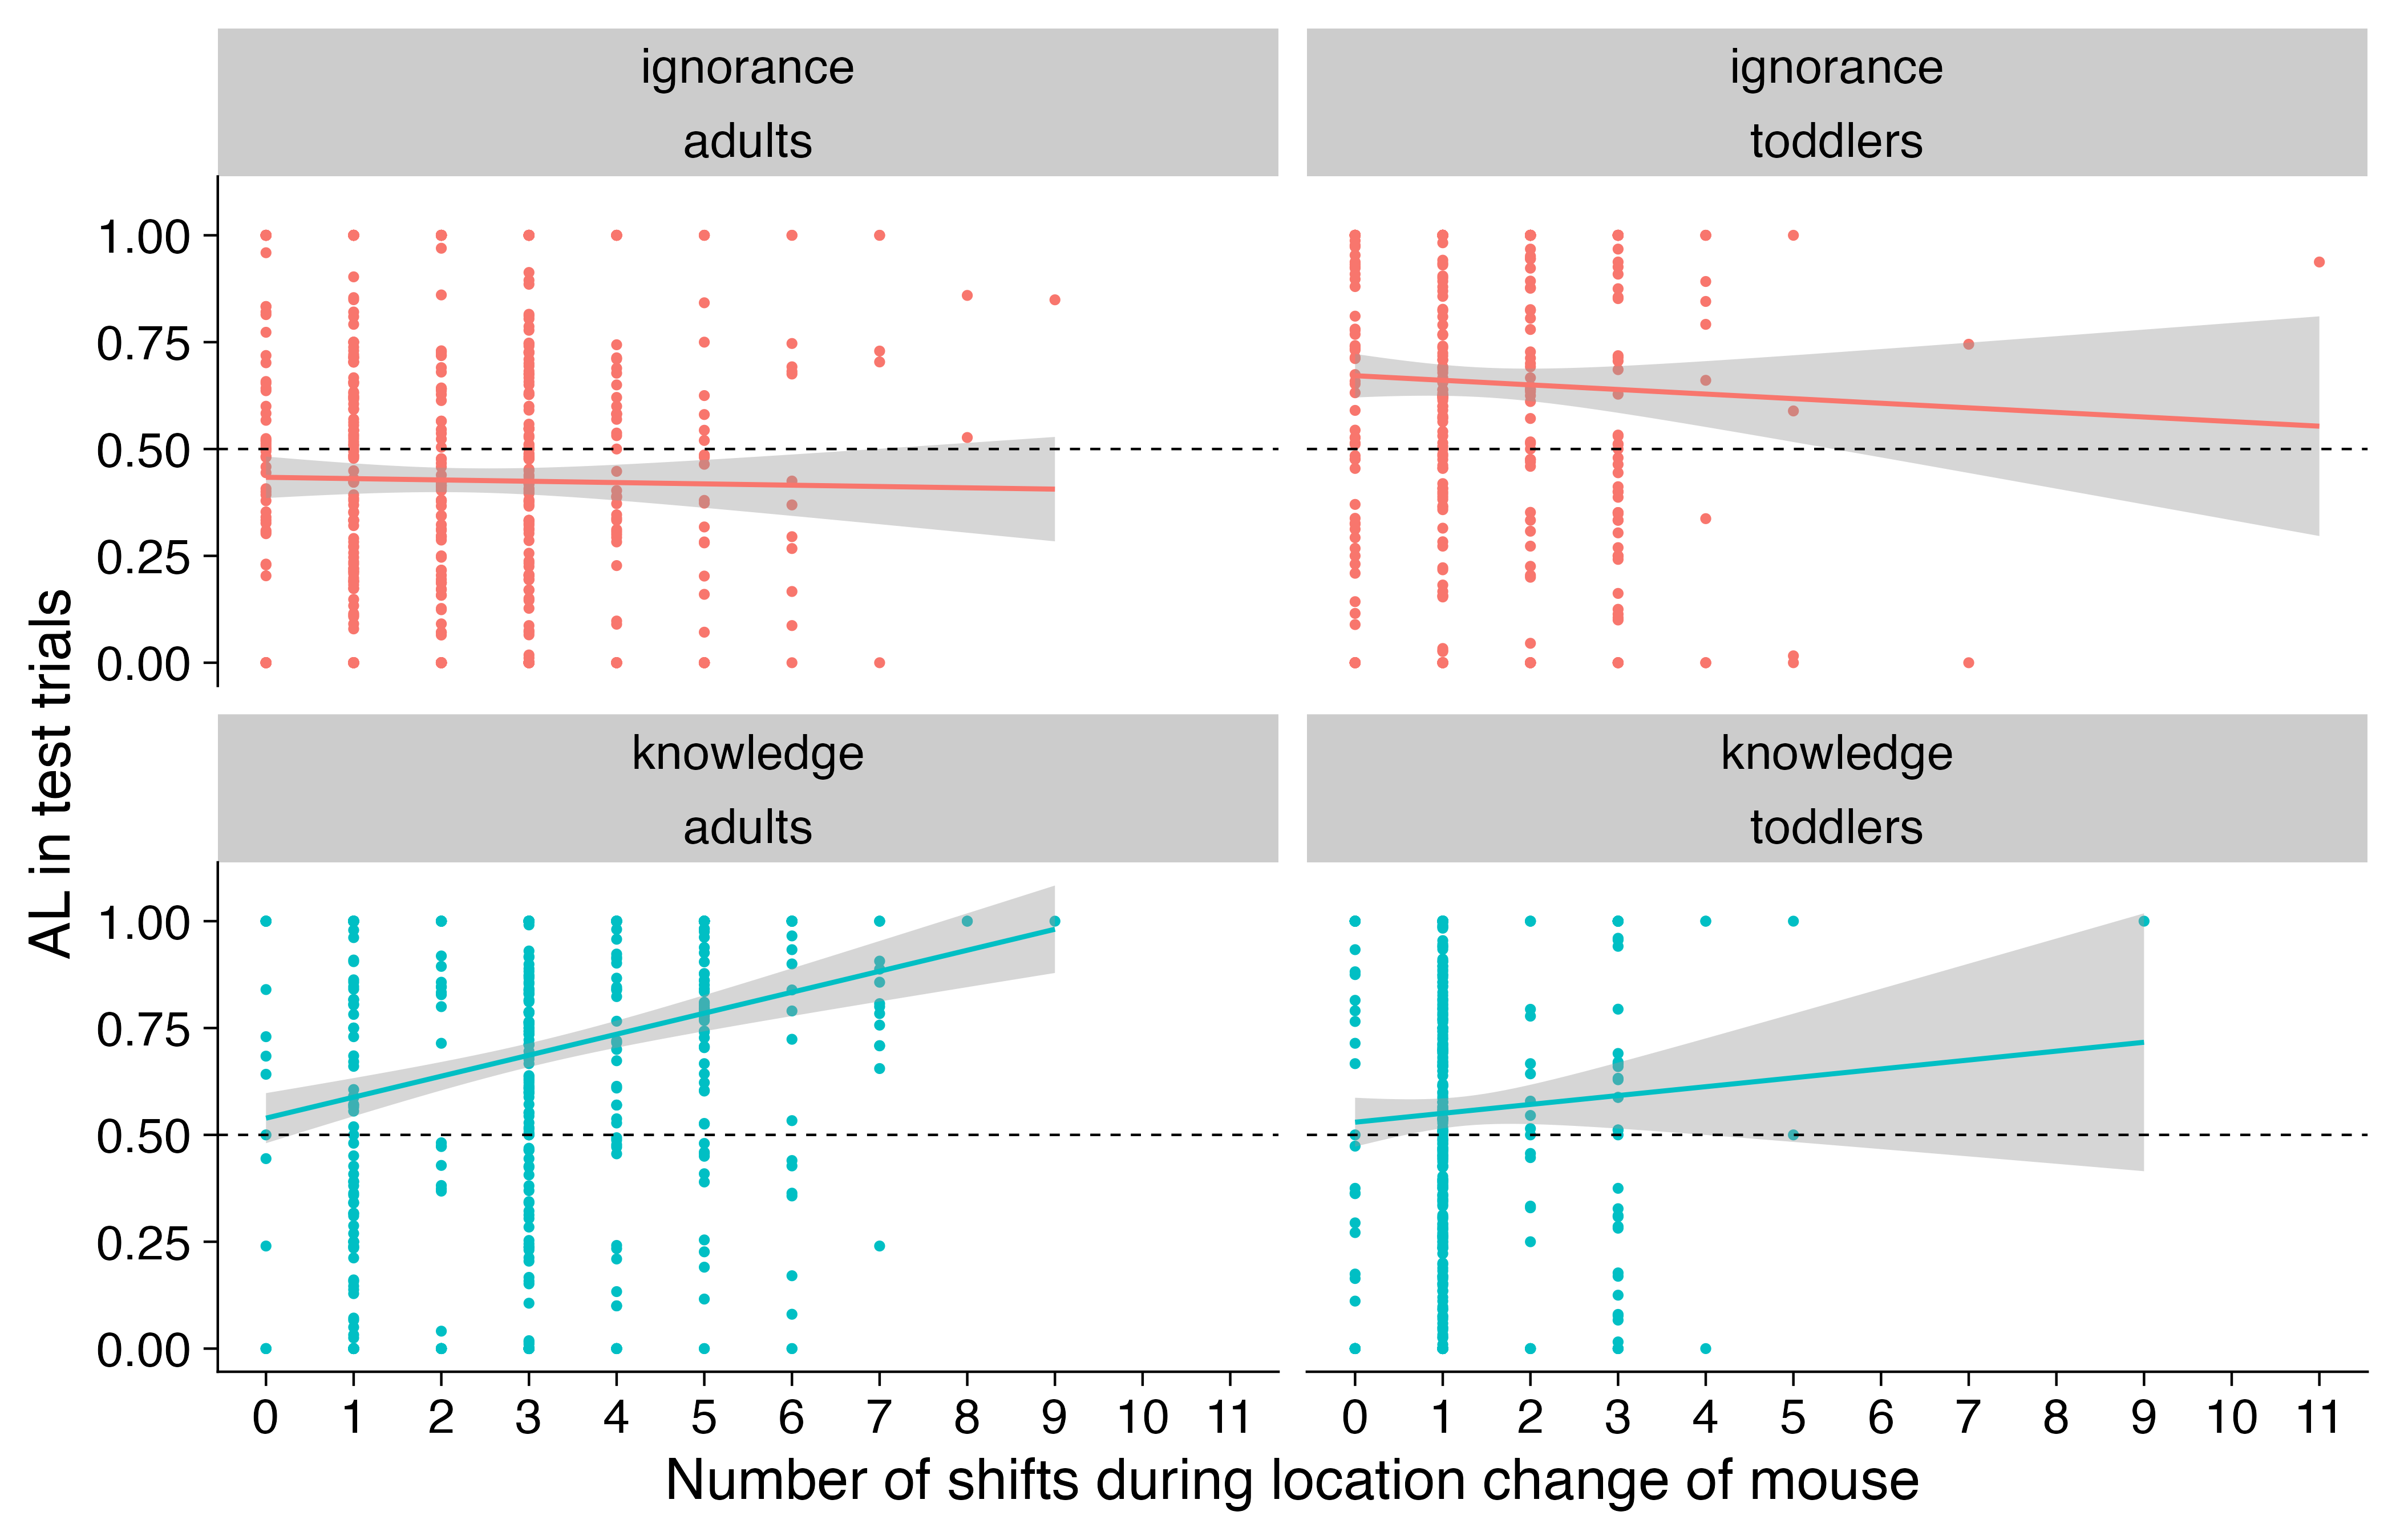 ignorance
adults
ignorance
toddlers
1.00
0.75
0.50
0.25
0.00
knowledge
adults
knowledge
toddlers
1.00
0.75
0.50
0.25
0.00
0 1 2 3 4 5 6 7 8 9 10 11
0 1 2 3 4 5 6 7 8 9 10 11
AL in test trials
Number of shifts during location change of mouse